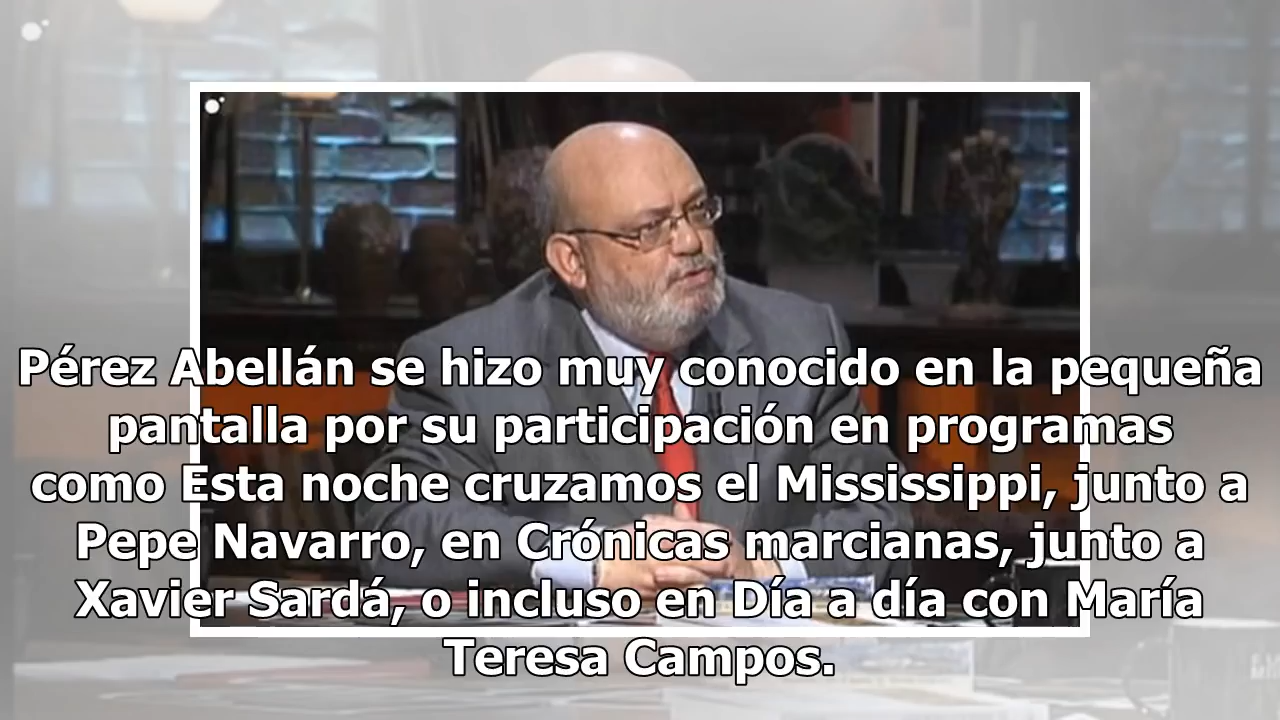 Pérez Abellán se hizo muy conocido en la pequeña
pantalla por su participación en programas
como Esta noche cruzamos el Mississippi, junto a
Pepe Navarro, en Crónicas marcianas, junto a
Xavier Sardá, o incluso en Día a día con María
Teresa Campos.